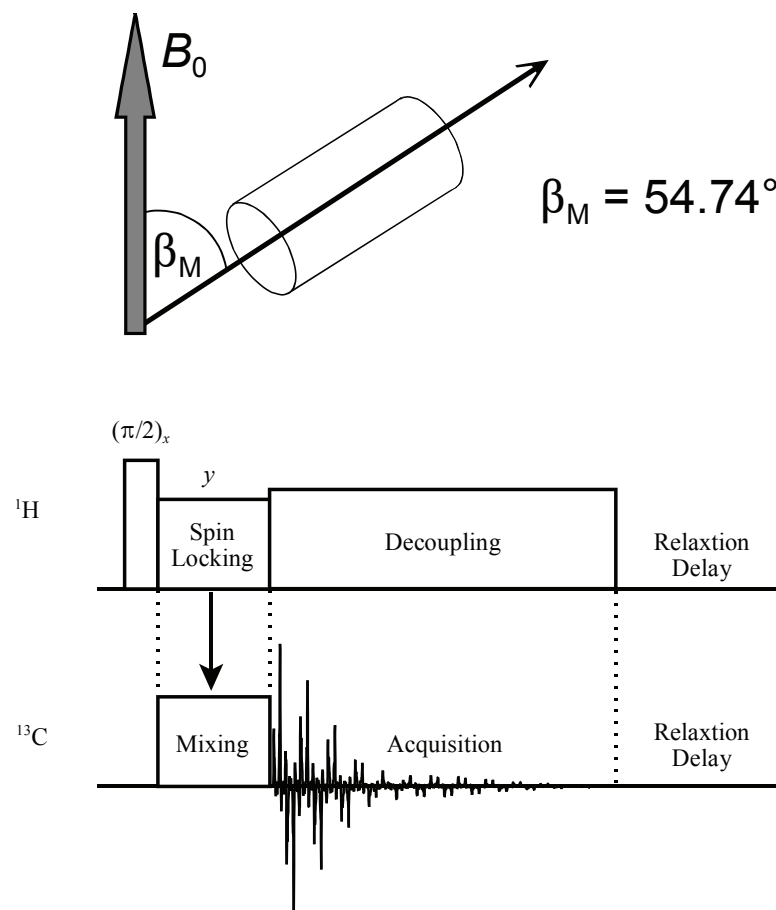 B₀
βM
βM = 54.74°
(π/2)x
y
¹H
Spin
Locking
Decoupling
Relaxtion
Delay
¹³C
Mixing
Acquisition
Relaxtion
Delay